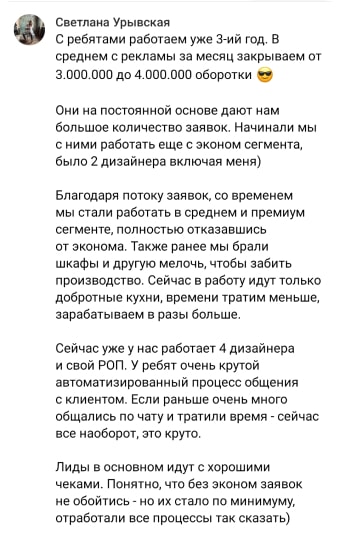 Светлана Урывская
С ребятами работаем уже 3-ий год. В
среднем с рекламы за месяц закрываем от
3.000.000 до 4.000.000 оборотки 😎
Они на постоянной основе дают нам
большое количество заявок. Начинали мы
с ними работать еще с эконом сегмента,
было 2 дизайнера включая меня)
Благодаря потоку заявок, со временем
мы стали работать в среднем и премиум
сегменте, полностью отказавшись
от эконома. Также ранее мы брали
шкафы и другую мелочь, чтобы забить
производство. Сейчас в работу идут только
добротные кухни, времени тратим меньше,
зарабатываем в разы больше.
Сейчас уже у нас работает 4 дизайнера
и свой РОП. У ребят очень крутой
автоматизированный процесс общения
с клиентом. Если раньше очень много
общались по чату и тратили время - сейчас
все наоборот, это круто.
Лиды в основном идут с хорошими
чеками. Понятно, что без эконом заявок
не обойтись - но их стало по минимуму,
отработали все процессы так сказать)